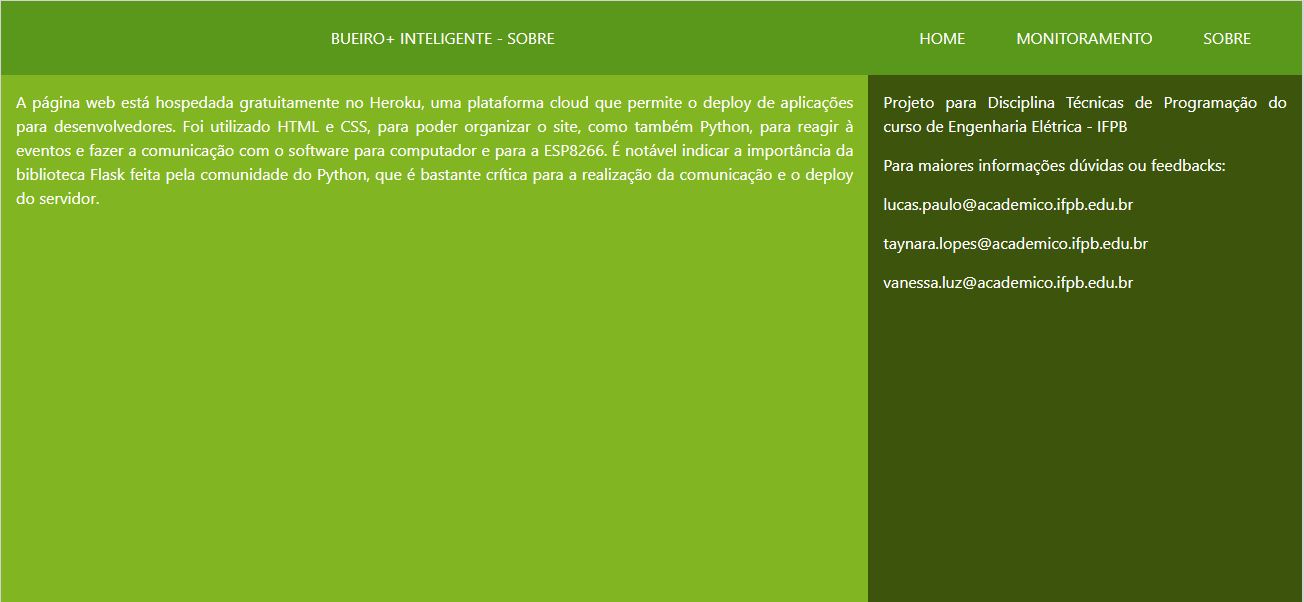 BUEIRO+ INTELIGENTE - SOBRE
HOME MONITORAMENTO SOBRE
A página web está hospedada gratuitamente no Heroku, uma plataforma cloud que permite o deploy de aplicações
para desenvolvedores. Foi utilizado HTML e CSS, para poder organizar o site, como também Python, para reagir à
eventos e fazer a comunicação com o software para computador e para a ESP8266. É notável indicar a importância da
biblioteca Flask feita pela comunidade do Python, que é bastante crítica para a realização da comunicação e o deploy
do servidor.
Projeto para Disciplina Técnicas de Programação do
curso de Engenharia Elétrica - IFPB
Para maiores informações dúvidas ou feedbacks:
lucas.paulo@academico.ifpb.edu.br
taynara.lopes@academico.ifpb.edu.br
vanessa.luz@academico.ifpb.edu.br